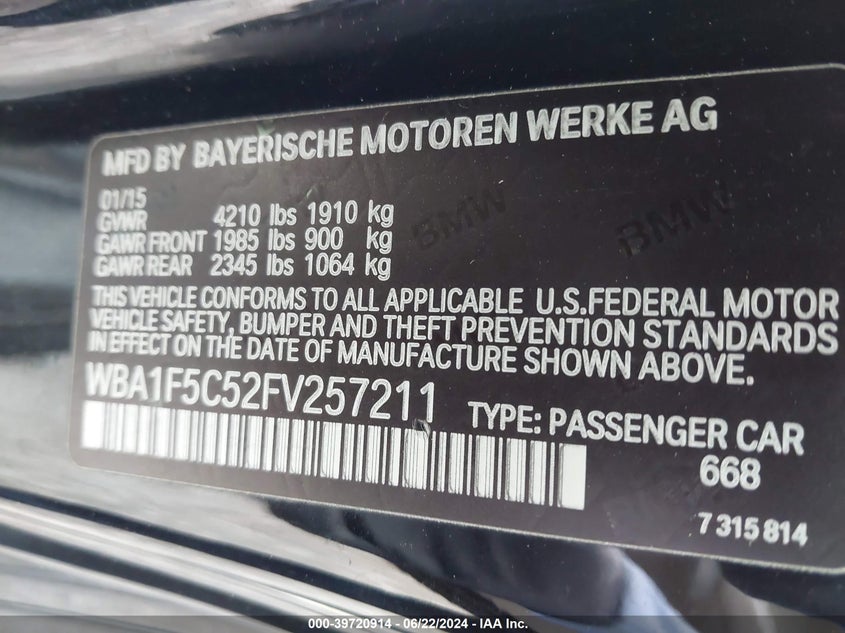 MFD BY BAYERISCHE MOTOREN WERKE AG
01/15
GVWR 4210 lbs 1910 kg
GAWR FRONT 1985 lbs 900 kg
GAWR REAR 2345 lbs 1064 kg
BMW BMW
THIS VEHICLE CONFORMS TO ALL APPLICABLE U.S.FEDERAL MOTOR
VEHICLE SAFETY, BUMPER AND THEFT PREVENTION STANDARDS
IN EFFECT ON THE DATE OF MANUFACTURE SHOWN ABOVE.
WBA1F5C52FV257211 TYPE: PASSENGER CAR
668
7 315 814
000-39720914 - 06/22/2024 - IAA Inc.